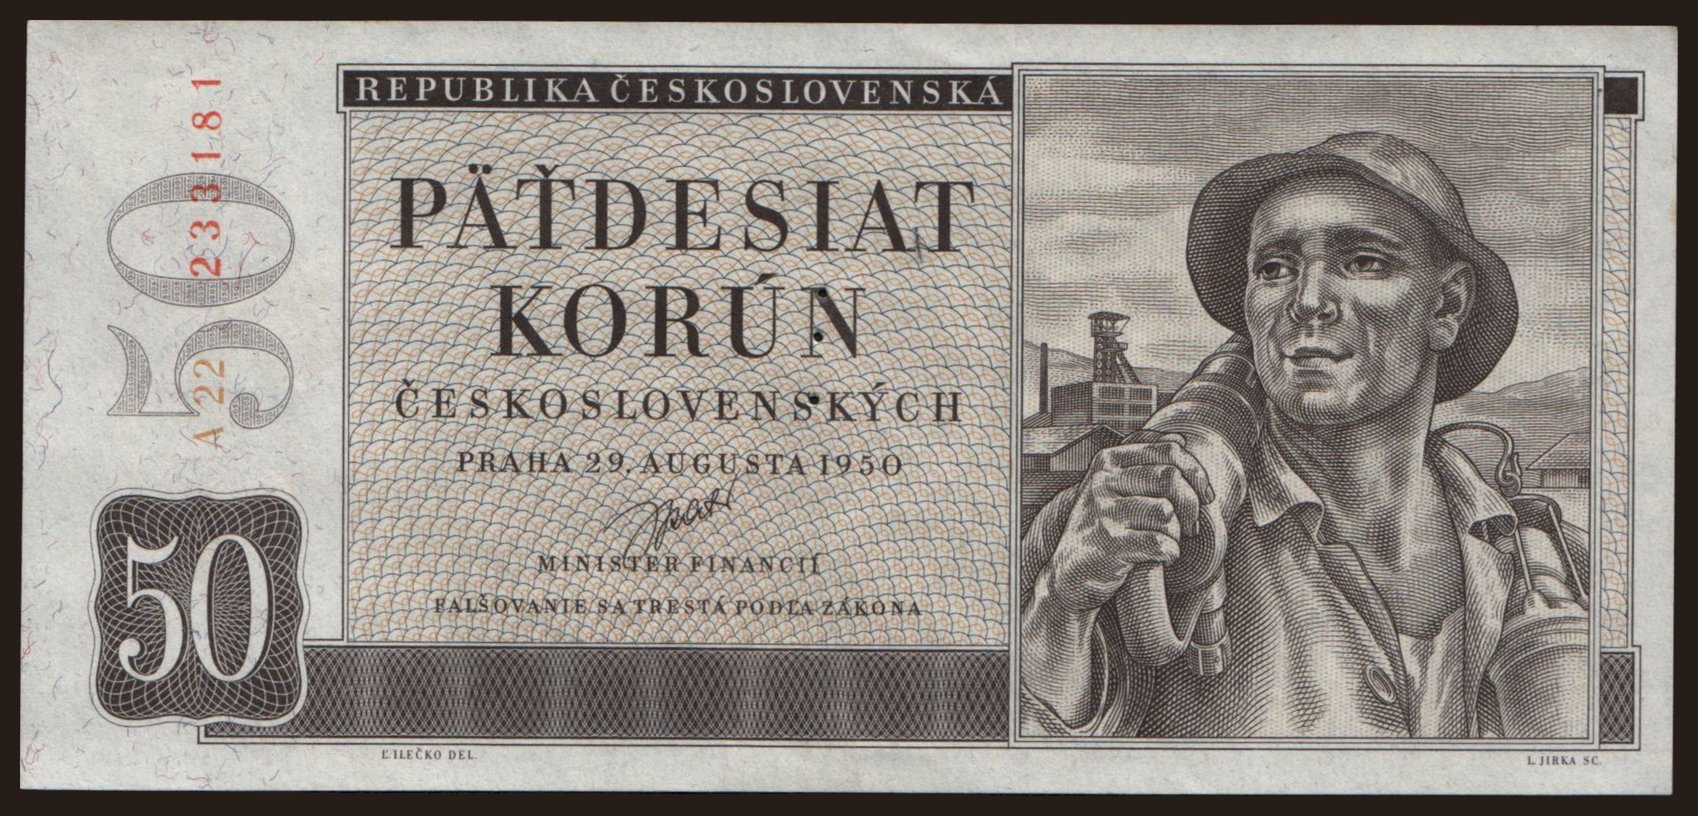 REPUBLIKA ČESKOSLOVENSKÁ
PÄŤDESIAT
KORÚN
ČESKOSLOVENSKÝCH
PRAHA 29. AUGUSTA 1950
MINISTER FINANCIÍ
FALŠOVANIE SA TRESTÁ PODĽA ZÁKONA
50
A 22
233181
50
Ľ. ILEČKO DEL.
L. JIRKA SC.